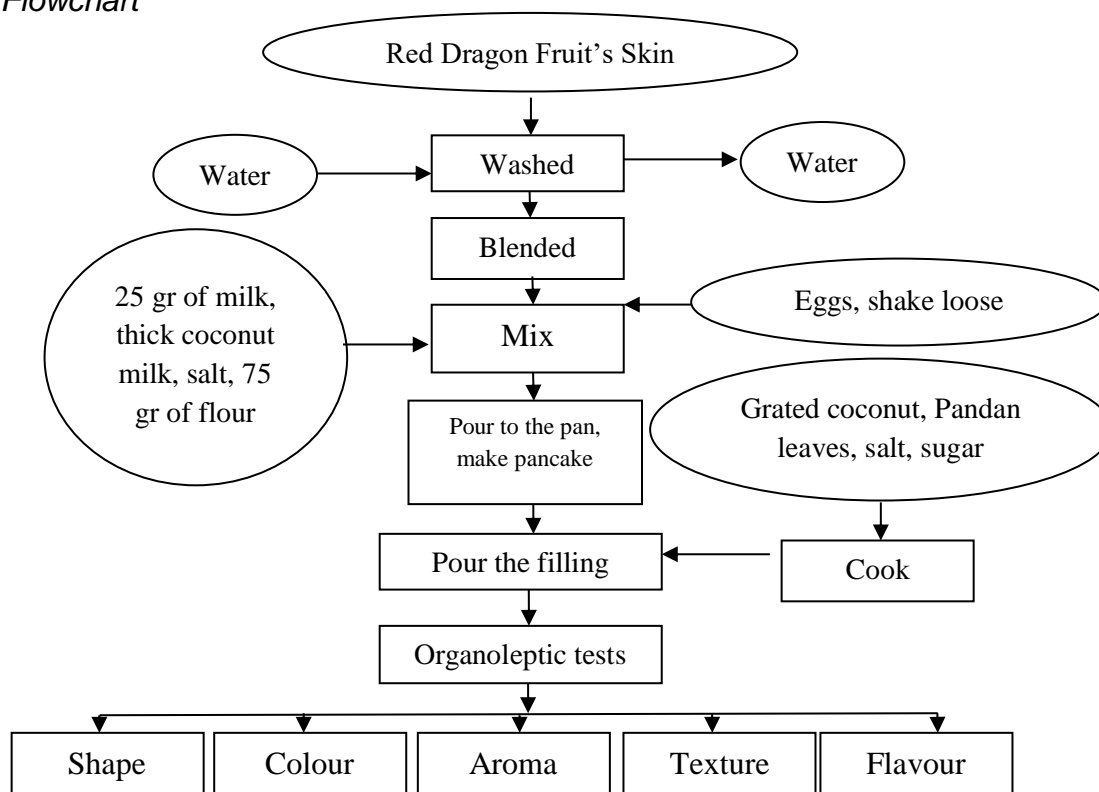 Flowchart
Red Dragon Fruit's Skin
Water
Washed
Water
Blended
25 gr of milk,
thick coconut
milk, salt, 75
gr of flour
Mix
Eggs, shake loose
Pour to the pan,
make pancake
Grated coconut, Pandan
leaves, salt, sugar
Pour the filling
Cook
Organoleptic tests
Shape
Colour
Aroma
Texture
Flavour